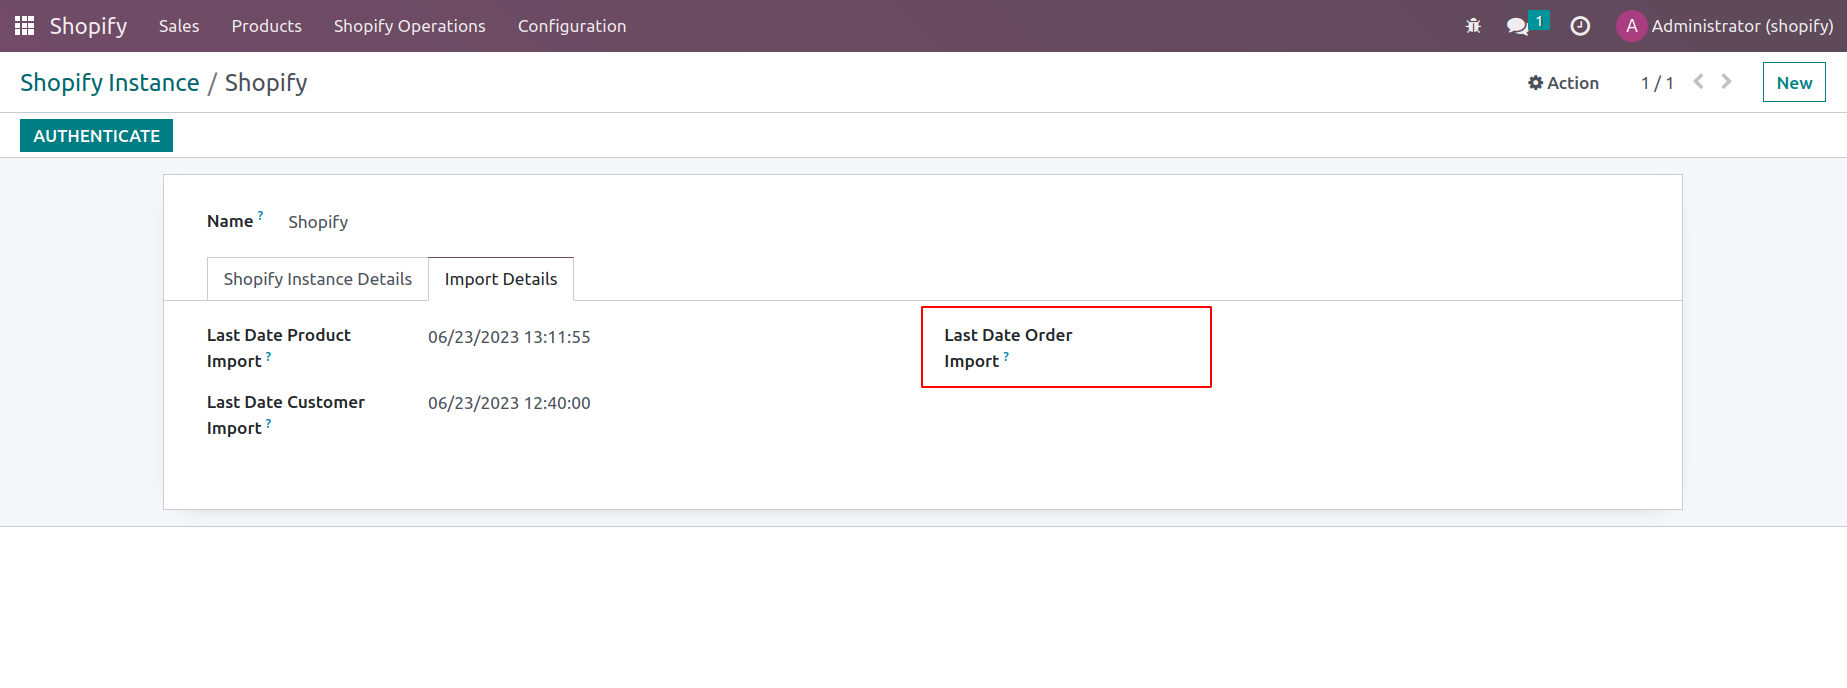 Shopify Sales Products Shopify Operations Configuration 1 A Administrator (shopify)
Shopify Instance / Shopify Action 1 / 1 New
AUTHENTICATE
Name ? Shopify
Shopify Instance Details Import Details
Last Date Product Import ? 06/23/2023 13:11:55
Last Date Order Import ?
Last Date Customer Import ? 06/23/2023 12:40:00